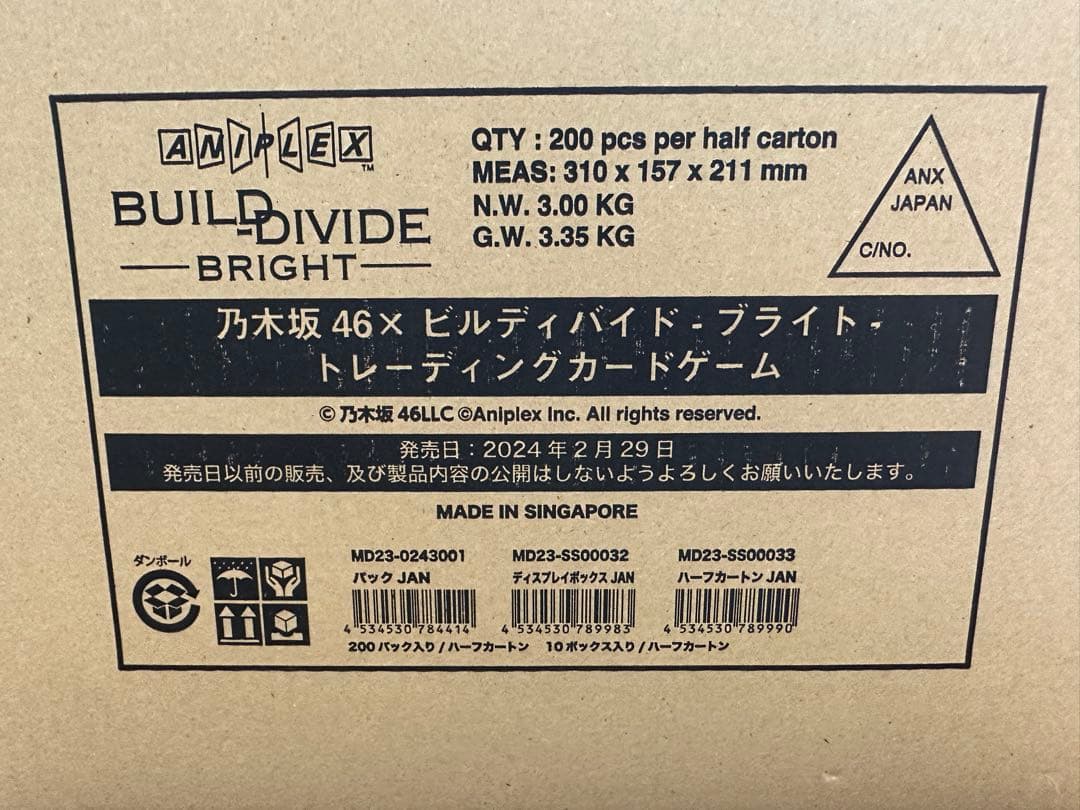 ANIPLEX™
BUILD-DIVIDE
BRIGHT
QTY : 200 pcs per half carton
MEAS: 310 x 157 x 211 mm
N.W. 3.00 KG
G.W. 3.35 KG
ANX
JAPAN
C/NO.
乃木坂46× ビルディバイド - ブライト -
トレーディングカードゲーム
© 乃木坂46LLC ©Aniplex Inc. All rights reserved.
発売日：2024年2月29日
発売日以前の販売、及び製品内容の公開はしないようよろしくお願いいたします。
MADE IN SINGAPORE
ダンボール
MD23-0243001 MD23-SS00032 MD23-SS00033
パック JAN ディスプレイボックス JAN ハーフカートン JAN
4 534530 784414 4 534530 789983 4 534530 789990
200パック入り / ハーフカートン 10ボックス入り / ハーフカートン